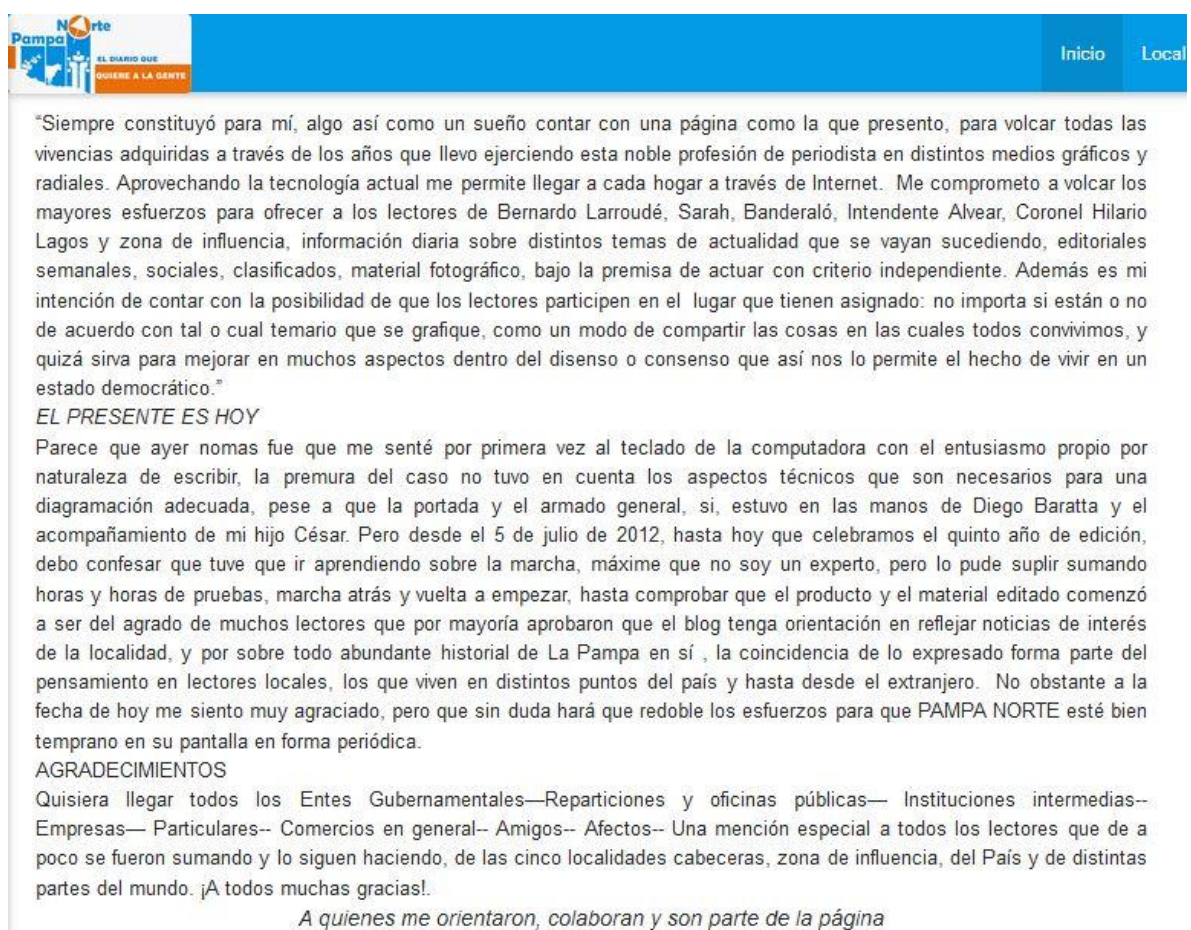 Pampa Norte
EL DIARIO QUE
QUIERE A LA GENTE
Inicio Local
“Siempre constituyó para mí, algo así como un sueño contar con una página como la que presento, para volcar todas las
vivencias adquiridas a través de los años que llevo ejerciendo esta noble profesión de periodista en distintos medios gráficos y
radiales. Aprovechando la tecnología actual me permite llegar a cada hogar a través de Internet. Me comprometo a volcar los
mayores esfuerzos para ofrecer a los lectores de Bernardo Larroudé, Sarah, Banderaló, Intendente Alvear, Coronel Hilario
Lagos y zona de influencia, información diaria sobre distintos temas de actualidad que se vayan sucediendo, editoriales
semanales, sociales, clasificados, material fotográfico, bajo la premisa de actuar con criterio independiente. Además es mi
intención de contar con la posibilidad de que los lectores participen en el lugar que tienen asignado: no importa si están o no
de acuerdo con tal o cual temario que se grafique, como un modo de compartir las cosas en las cuales todos convivimos, y
quizá sirva para mejorar en muchos aspectos dentro del disenso o consenso que así nos lo permite el hecho de vivir en un
estado democrático.”
EL PRESENTE ES HOY
Parece que ayer nomas fue que me senté por primera vez al teclado de la computadora con el entusiasmo propio por
naturaleza de escribir, la premura del caso no tuvo en cuenta los aspectos técnicos que son necesarios para una
diagramación adecuada, pese a que la portada y el armado general, si, estuvo en las manos de Diego Baratta y el
acompañamiento de mi hijo César. Pero desde el 5 de julio de 2012, hasta hoy que celebramos el quinto año de edición,
debo confesar que tuve que ir aprendiendo sobre la marcha, máxime que no soy un experto, pero lo pude suplir sumando
horas y horas de pruebas, marcha atrás y vuelta a empezar, hasta comprobar que el producto y el material editado comenzó
a ser del agrado de muchos lectores que por mayoría aprobaron que el blog tenga orientación en reflejar noticias de interés
de la localidad, y por sobre todo abundante historial de La Pampa en sí , la coincidencia de lo expresado forma parte del
pensamiento en lectores locales, los que viven en distintos puntos del país y hasta desde el extranjero. No obstante a la
fecha de hoy me siento muy agraciado, pero que sin duda hará que redoble los esfuerzos para que PAMPA NORTE esté bien
temprano en su pantalla en forma periódica.
AGRADECIMIENTOS
Quisiera llegar todos los Entes Gubernamentales—Reparticiones y oficinas públicas— Instituciones intermedias--
Empresas— Particulares-- Comercios en general-- Amigos-- Afectos-- Una mención especial a todos los lectores que de a
poco se fueron sumando y lo siguen haciendo, de las cinco localidades cabeceras, zona de influencia, del País y de distintas
partes del mundo. ¡A todos muchas gracias!.
A quienes me orientaron, colaboran y son parte de la página